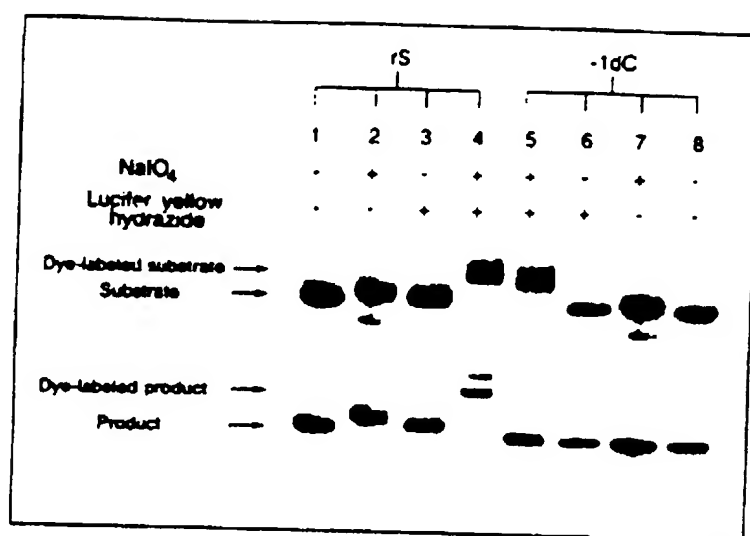 rS -1dC
1 2 3 4 5 6 7 8
NaIO4 - + - + + - + -
Lucifer yellow
hydrazide - - + + + + - -
Dye-labeled substrate
Substrate
Dye-labeled product
Product